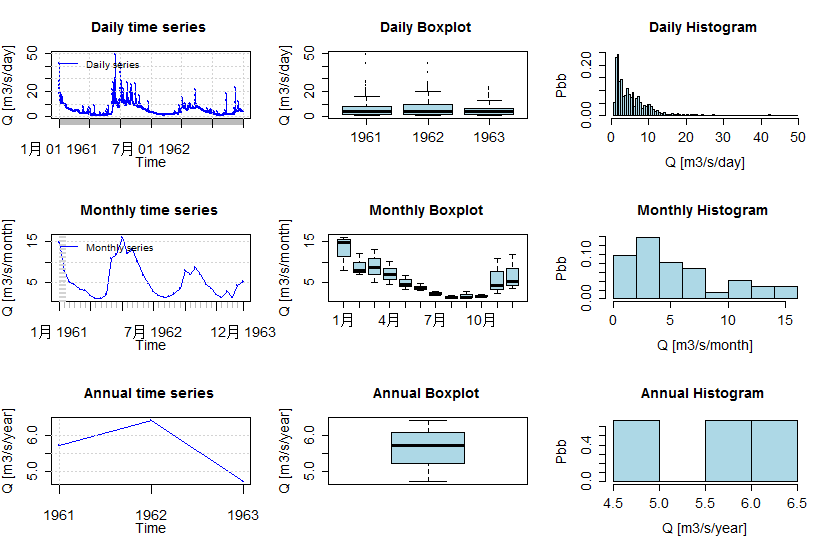 Daily time series
Q [m3/s/day]
0
20
50
Daily series
1月 01 1961
7月 01 1962
Time
Daily Boxplot
Q [m3/s/day]
0
20
50
1961
1962
1963
Daily Histogram
Pbb
0.00
0.20
0
10
20
30
40
50
Q [m3/s/day]
Monthly time series
Q [m3/s/month]
5
15
Monthly series
1月 1961
7月 1962
12月 1963
Time
Monthly Boxplot
Q [m3/s/month]
5
15
1月
4月
7月
10月
Monthly Histogram
Pbb
0.00
0.10
0
5
10
15
Q [m3/s/month]
Annual time series
Q [m3/s/year]
5.0
6.0
1961
1962
1963
Time
Annual Boxplot
Q [m3/s/year]
5.0
6.0
Annual Histogram
Pbb
0.0
0.4
4.5
5.0
5.5
6.0
6.5
Q [m3/s/year]